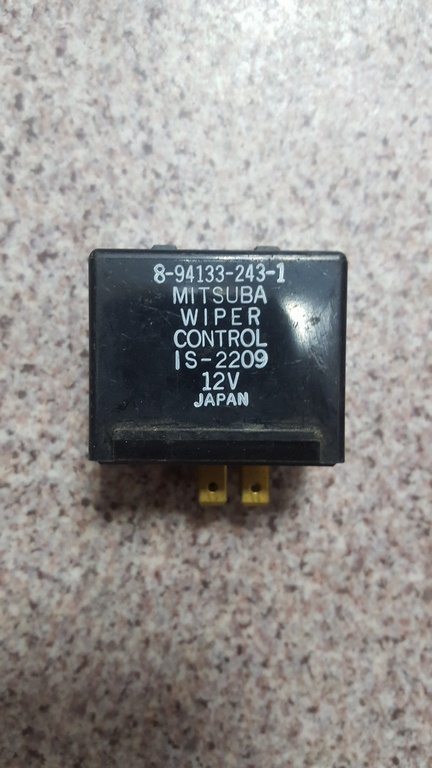 8-94133-243-1
MITSUBA
WIPER
CONTROL
IS-2209
12V
JAPAN